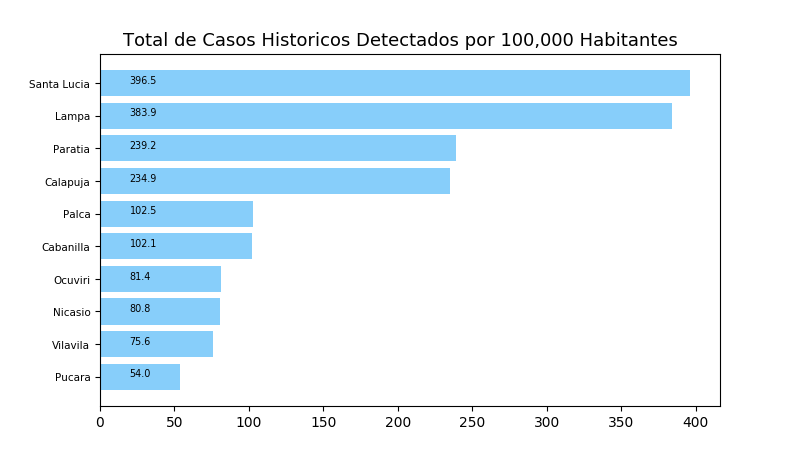 Total de Casos Historicos Detectados por 100,000 Habitantes
Santa Lucia 396.5
Lampa 383.9
Paratia 239.2
Calapuja 234.9
Palca 102.5
Cabanilla 102.1
Ocuviri 81.4
Nicasio 80.8
Vilavila 75.6
Pucara 54.0
0 50 100 150 200 250 300 350 400